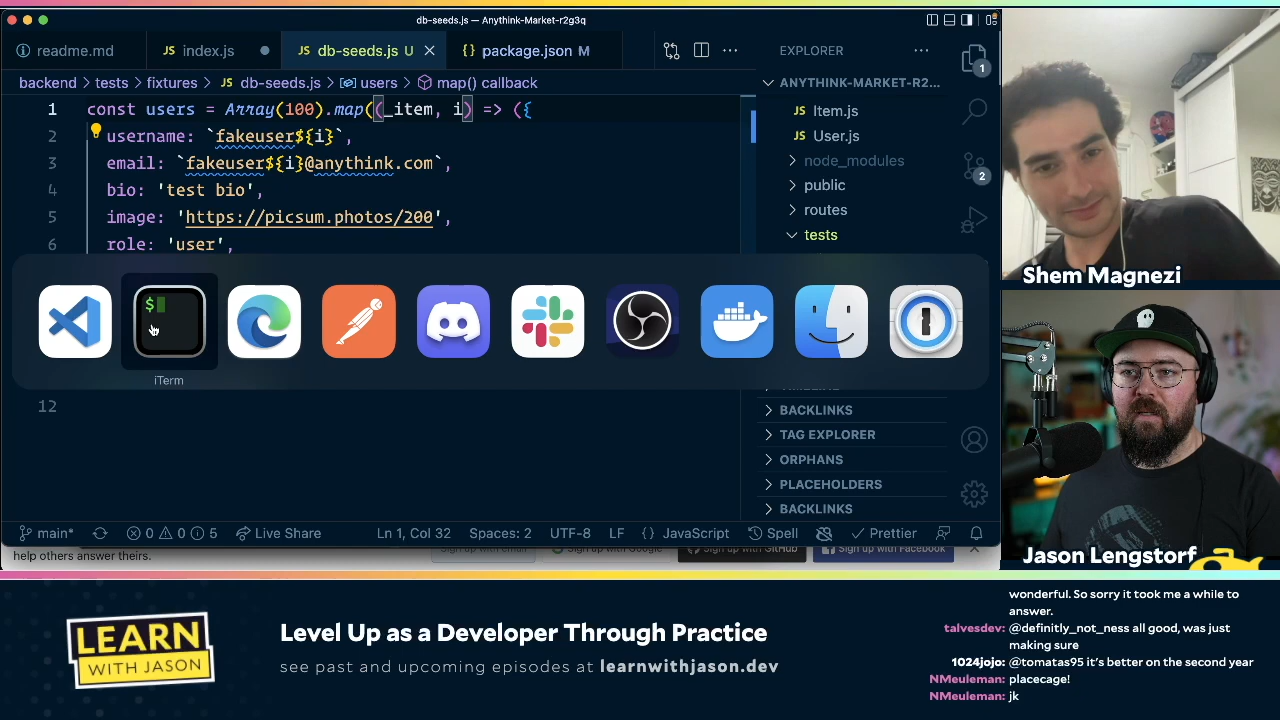 db-seeds.js — Anythink-Market-r2g3q
readme.md
JS index.js
JS db-seeds.js U
{} package.json M
EXPLORER
backend > tests > fixtures > JS db-seeds.js > users > map() callback
ANYTHINK-MARKET-R2...
1
1 const users = Array(100).map((_item, i) => ({
2 username: `fakeuser${i}`,
3 email: `fakeuser${i}@anythink.com`,
4 bio: 'test bio',
5 image: 'https://picsum.photos/200',
6 role: 'user',
JS Item.js
JS User.js
> node_modules
2
> public
> routes
tests
$
iTerm
12
> BACKLINKS
> TAG EXPLORER
> ORPHANS
> PLACEHOLDERS
> BACKLINKS
main* 0 0 5 Live Share Ln 1, Col 32 Spaces: 2 UTF-8 LF {} JavaScript Spell Prettier
help others answer theirs.
Shem Magnezi
Jason Lengstorf
LEARN
WITH JASON
Level Up as a Developer Through Practice
see past and upcoming episodes at learnwithjason.dev
wonderful. So sorry it took me a while to
answer.
talvesdev: @definitly_not_ness all good, was just
making sure
1024jojo: @tomatas95 it's better on the second year
NMeuleman: placecage!
NMeuleman: jk